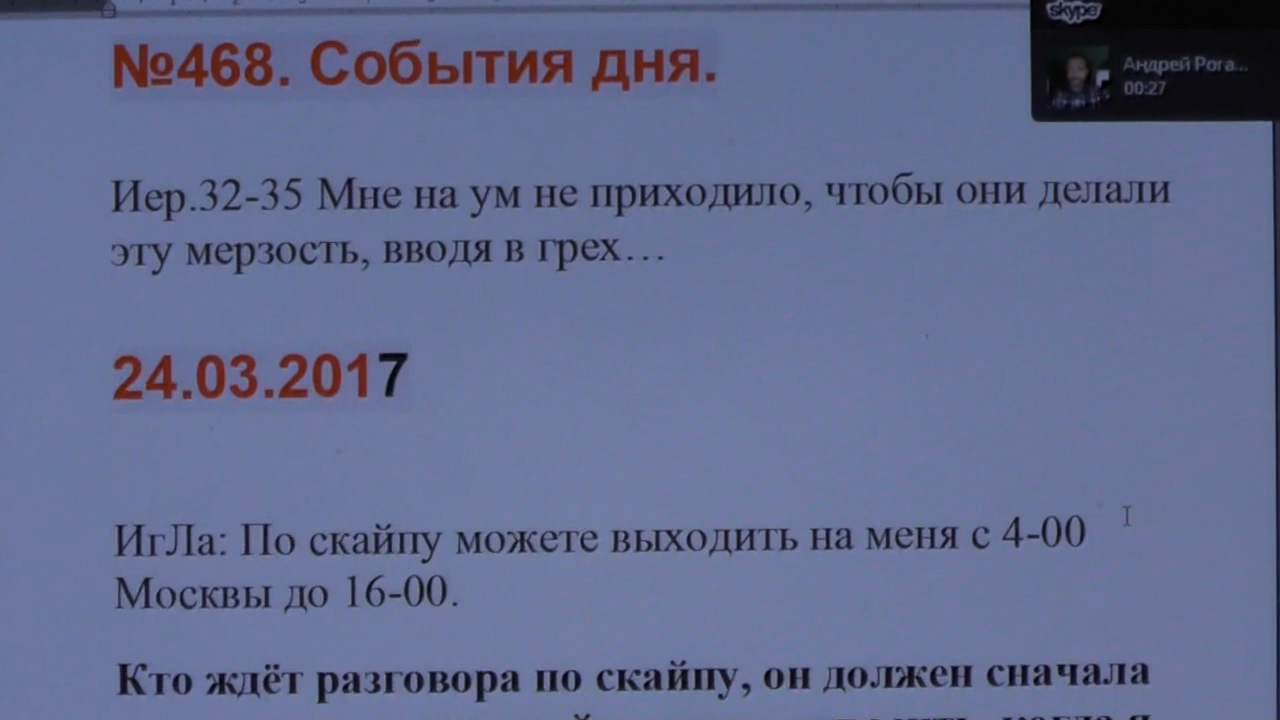 skype
Андрей Рога...
00:27
№468. События дня.
Иер.32-35 Мне на ум не приходило, чтобы они делали
эту мерзость, вводя в грех…
24.03.2017
ИгЛа: По скайпу можете выходить на меня с 4-00
Москвы до 16-00.
Кто ждёт разговора по скайпу, он должен сначала